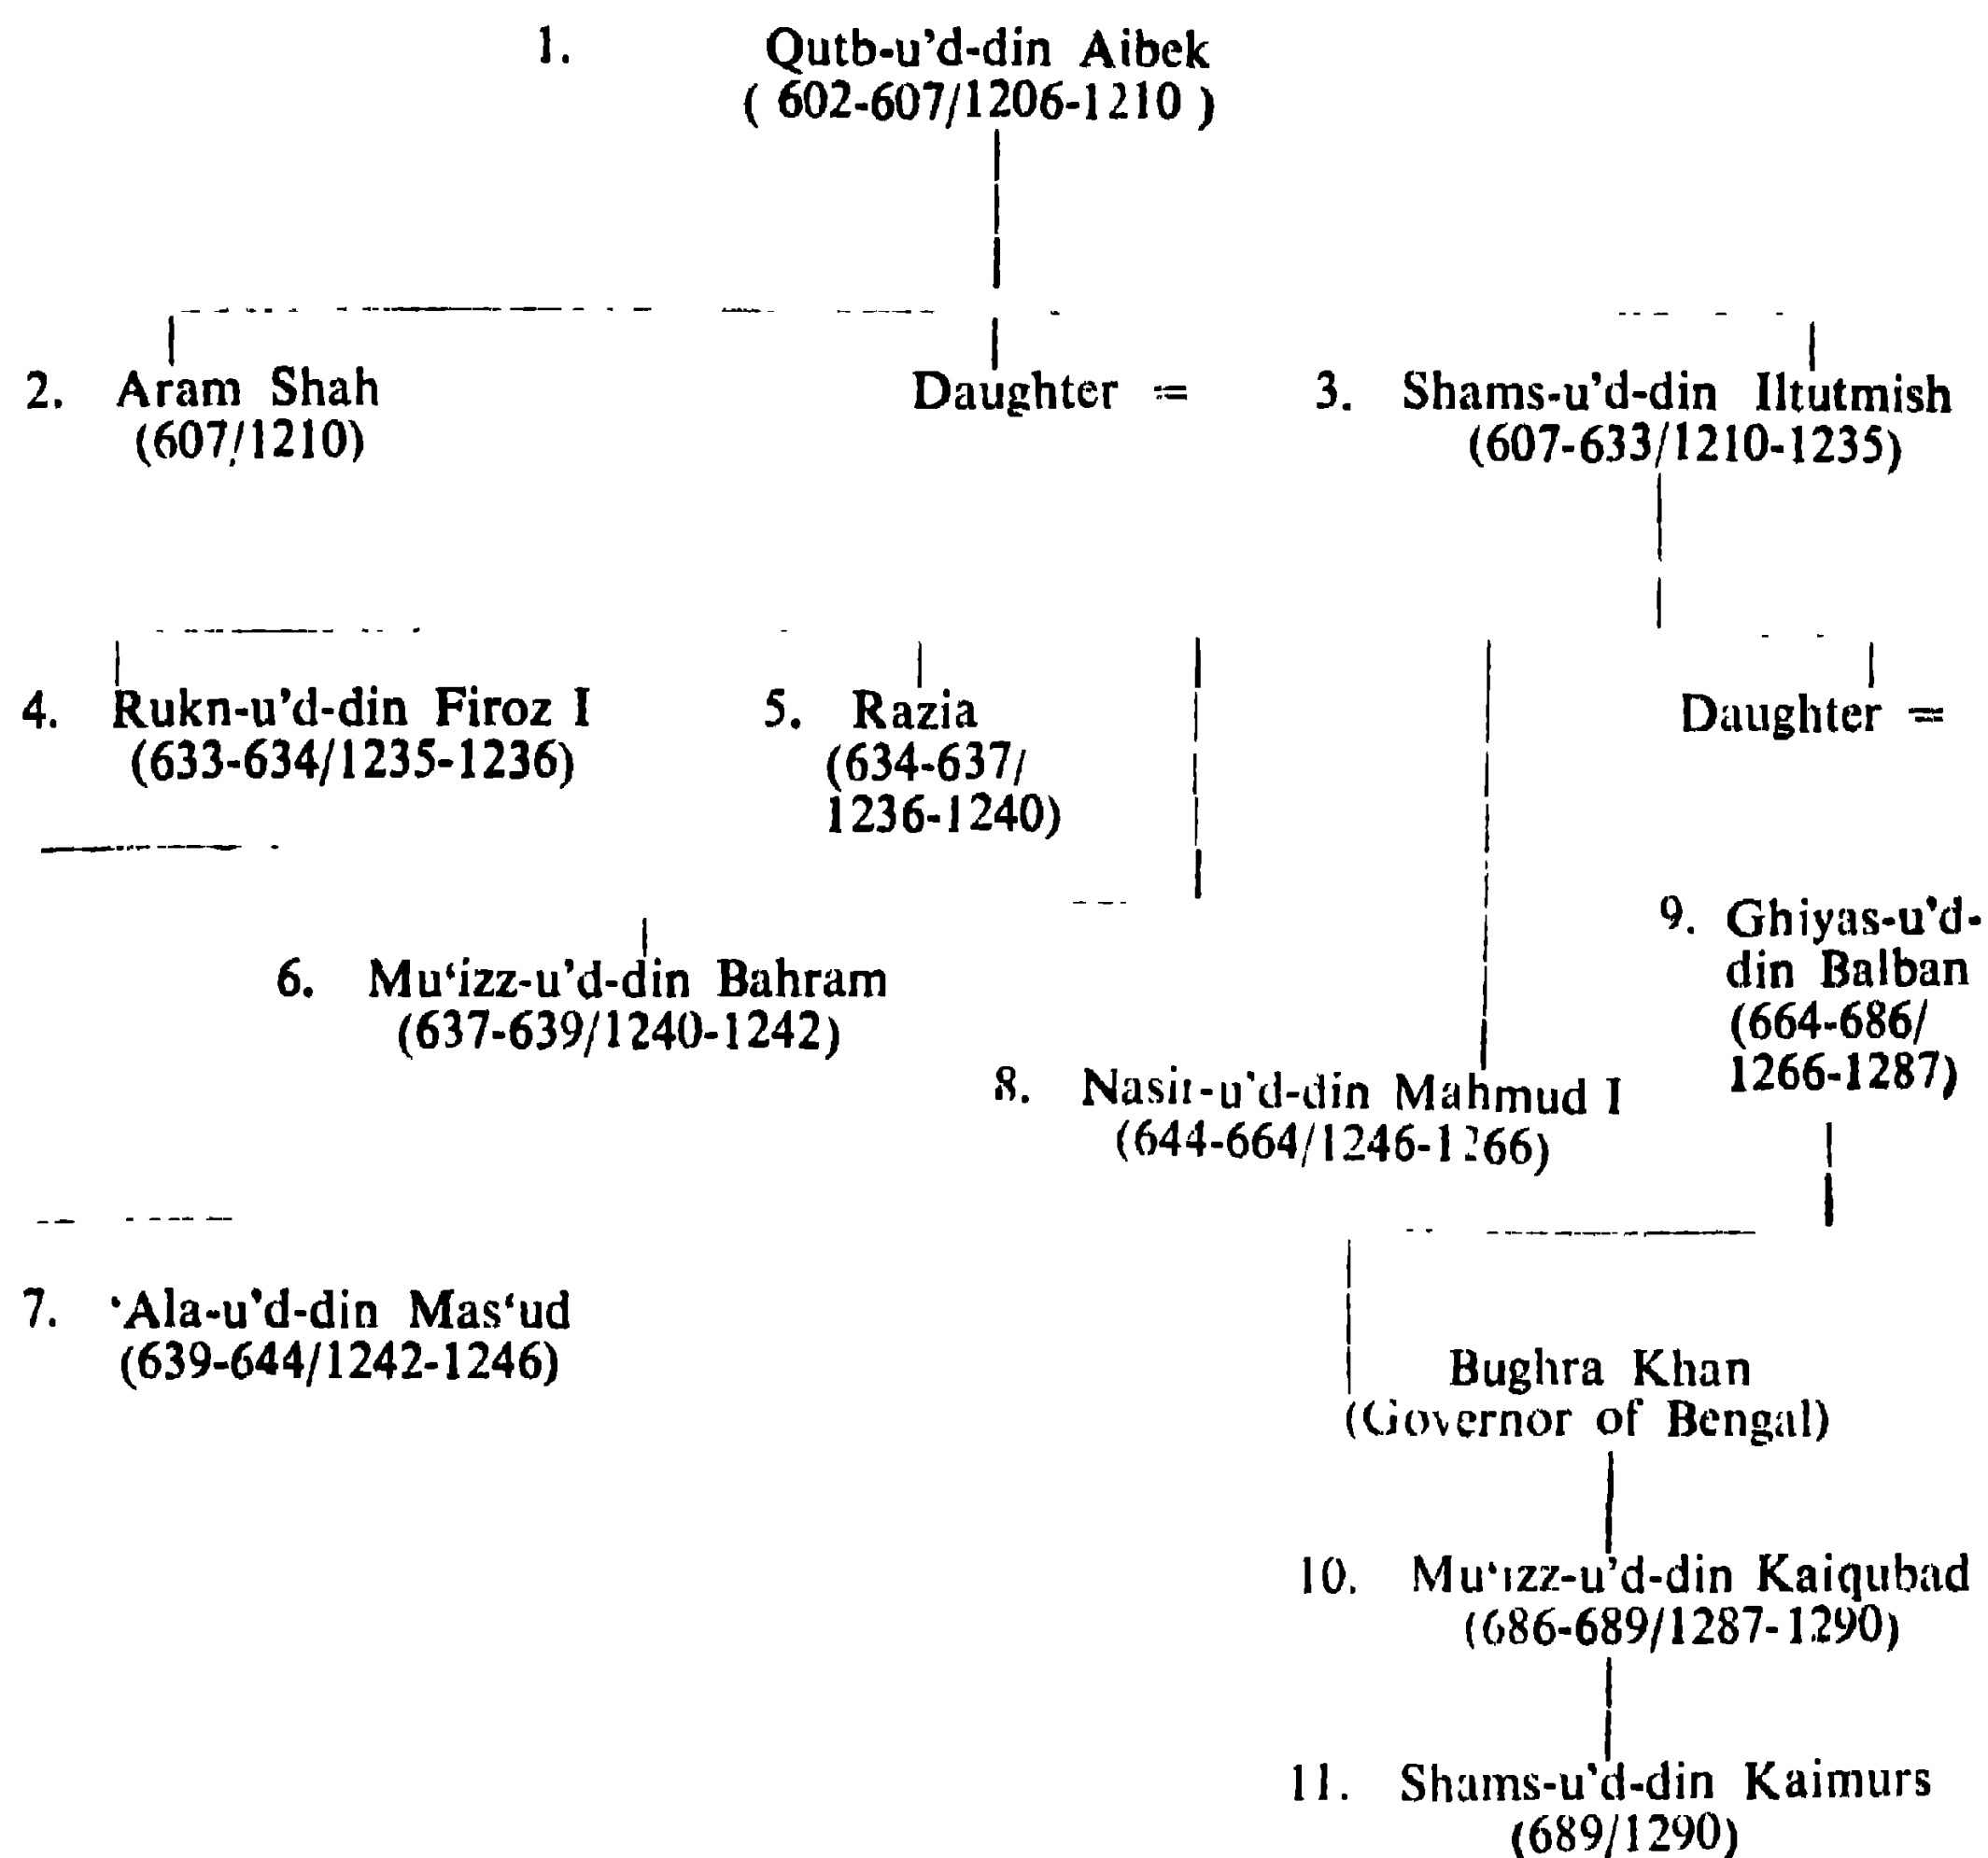 1. Qutb-u'd-din Aibek
( 602-607/1206-1210 )
2. Aram Shah
(607/1210)
Daughter =
3. Shams-u'd-din Iltutmish
(607-633/1210-1235)
4. Rukn-u'd-din Firoz I
(633-634/1235-1236)
5. Razia
(634-637/
1236-1240)
Daughter =
6. Mu‘izz-u'd-din Bahram
(637-639/1240-1242)
9. Ghiyas-u'd-
din Balban
(664-686/
1266-1287)
8. Nasir-u'd-din Mahmud I
(644-664/1246-1266)
7. ‘Ala-u'd-din Mas‘ud
(639-644/1242-1246)
Bughra Khan
(Governor of Bengal)
10. Mu‘izz-u'd-din Kaiqubad
(686-689/1287-1290)
11. Shams-u'd-din Kaimurs
(689/1290)